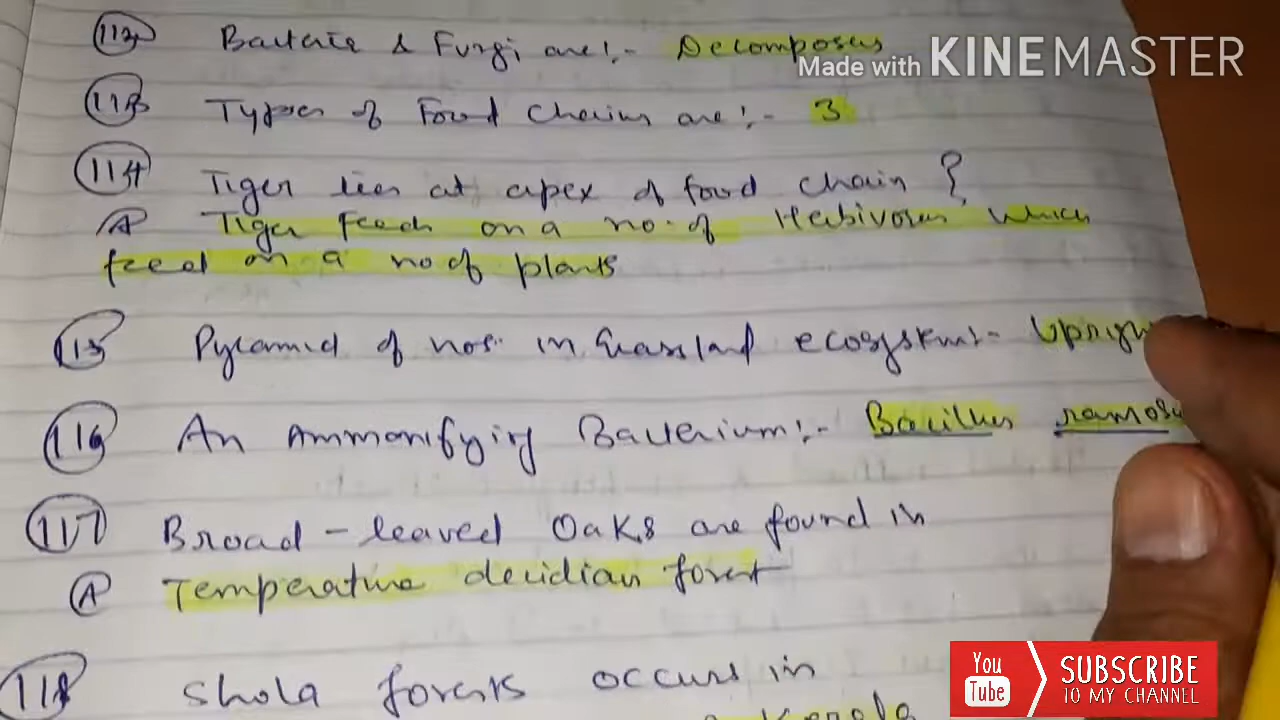 112 Bacteria & Fungi are:- Decomposers
Made with KINEMASTER
113 Types of Food Chains are:- 3
114 Tiger lies at apex of food chain ?
A Tiger feeds on a no. of Herbivores which
feed on a no of plants
115 Pyramid of nos. in Grassland ecosystem:- Upright
116 An Ammonifying Bacterium:- Bacillus ramosu
117 Broad-leaved Oaks are found in
A Temperature decidian forest
118 Shola forests occurs in
Kerala
You Tube SUBSCRIBE
TO MY CHANNEL